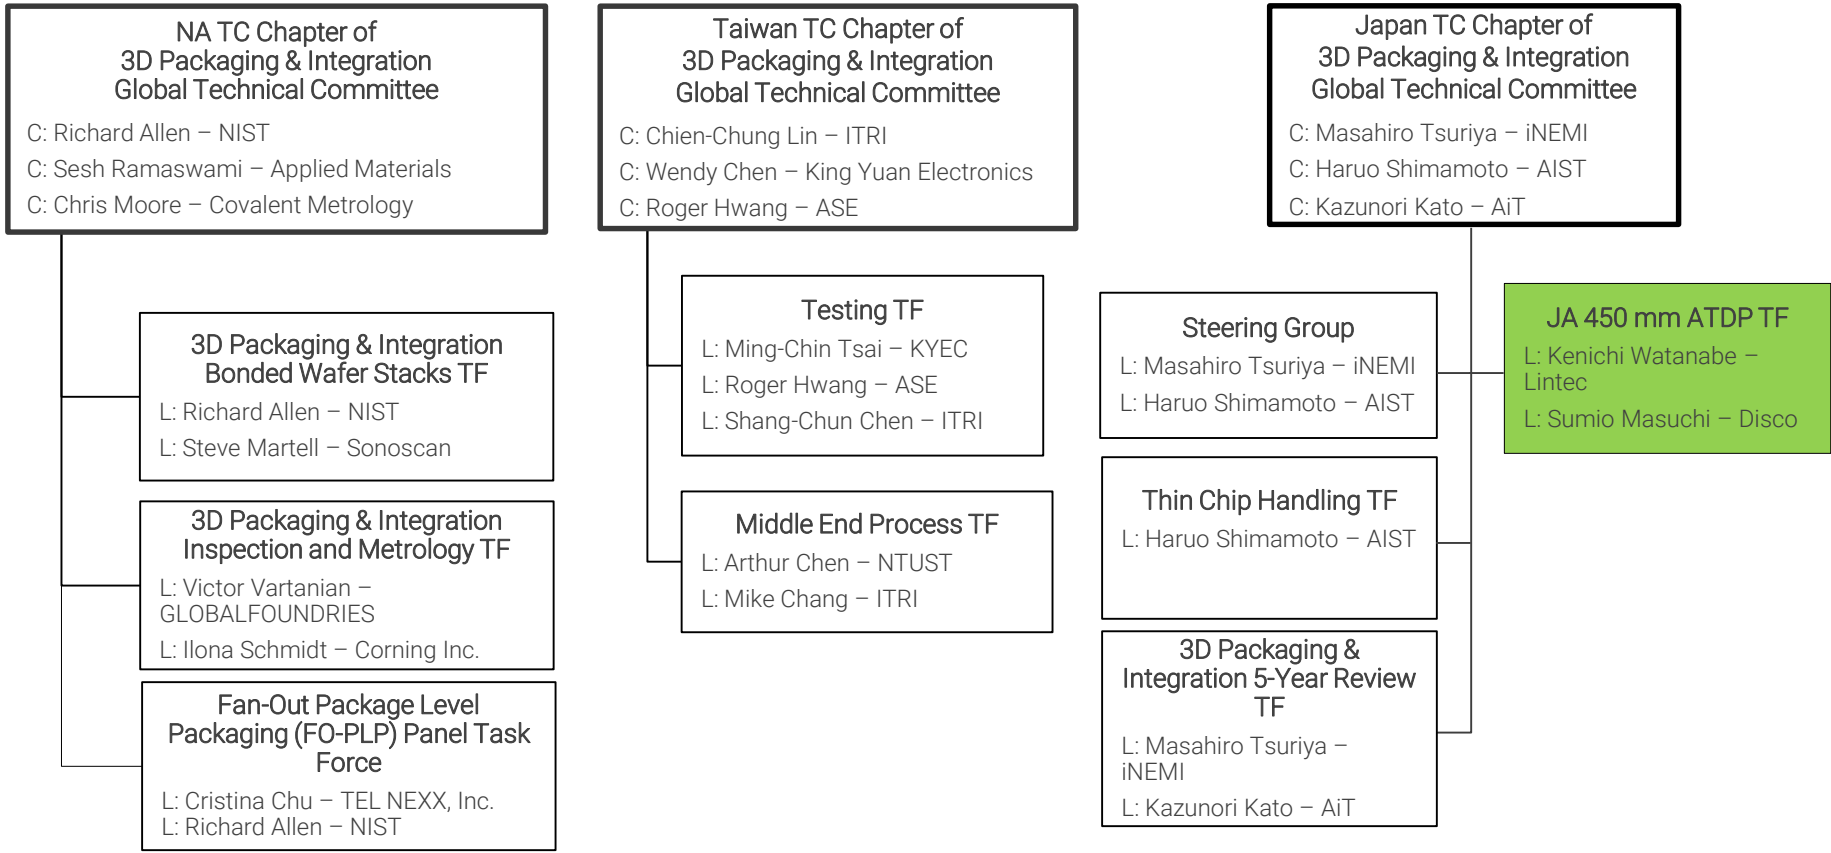 NA TC Chapter of
3D Packaging & Integration
Global Technical Committee
C: Richard Allen – NIST
C: Sesh Ramaswami – Applied Materials
C: Chris Moore – Covalent Metrology
3D Packaging & Integration
Bonded Wafer Stacks TF
L: Richard Allen – NIST
L: Steve Martell – Sonoscan
3D Packaging & Integration
Inspection and Metrology TF
L: Victor Vartanian –
GLOBALFOUNDRIES
L: Ilona Schmidt – Corning Inc.
Fan-Out Package Level
Packaging (FO-PLP) Panel Task
Force
L: Cristina Chu – TEL NEXX, Inc.
L: Richard Allen – NIST
Taiwan TC Chapter of
3D Packaging & Integration
Global Technical Committee
C: Chien-Chung Lin – ITRI
C: Wendy Chen – King Yuan Electronics
C: Roger Hwang – ASE
Testing TF
L: Ming-Chin Tsai – KYEC
L: Roger Hwang – ASE
L: Shang-Chun Chen – ITRI
Middle End Process TF
L: Arthur Chen – NTUST
L: Mike Chang – ITRI
Japan TC Chapter of
3D Packaging & Integration
Global Technical Committee
C: Masahiro Tsuriya – iNEMI
C: Haruo Shimamoto – AIST
C: Kazunori Kato – AiT
Steering Group
L: Masahiro Tsuriya – iNEMI
L: Haruo Shimamoto – AIST
JA 450 mm ATDP TF
L: Kenichi Watanabe –
Lintec
L: Sumio Masuchi – Disco
Thin Chip Handling TF
L: Haruo Shimamoto – AIST
3D Packaging &
Integration 5-Year Review
TF
L: Masahiro Tsuriya –
iNEMI
L: Kazunori Kato – AiT